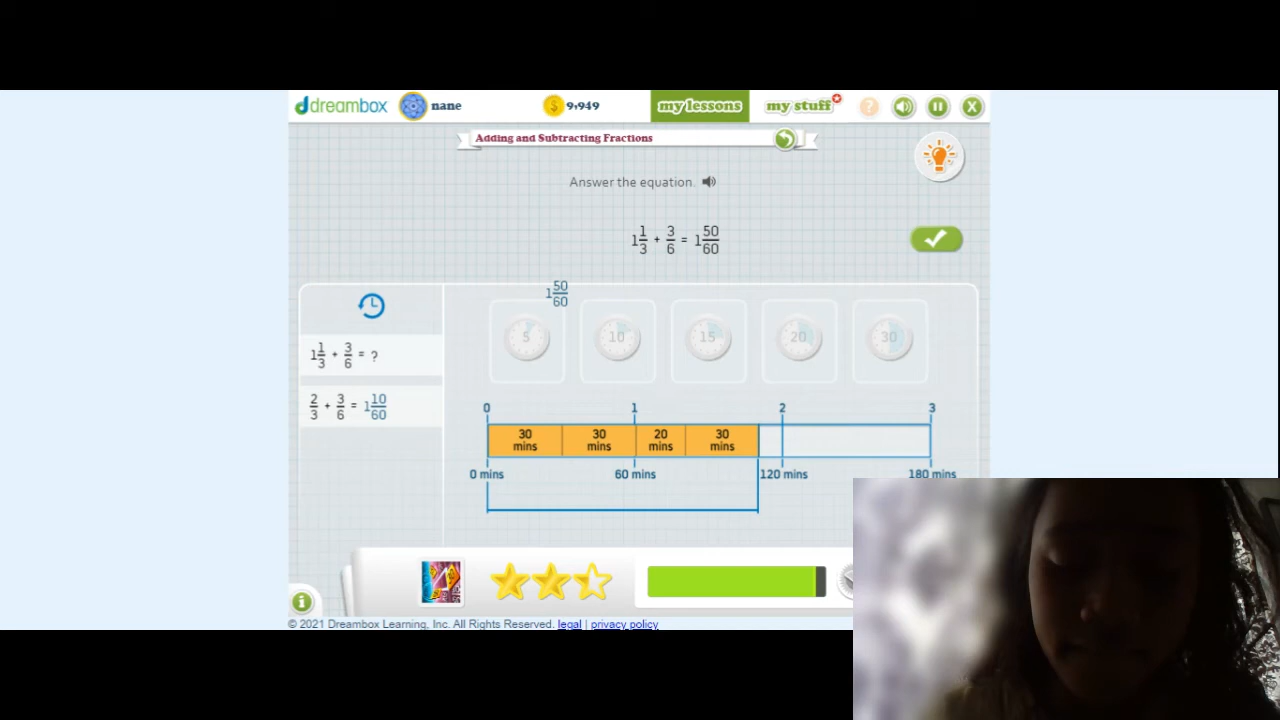 dreambox nane 9,949 my lessons my stuff ?
Adding and Subtracting Fractions
Answer the equation.
1 1/3 + 3/6 = 1 50/60
1 50/60
5 10 15 20 30
1 1/3 + 3/6 = ?
2/3 + 3/6 = 1 10/60
0 1 2 3
30 mins 30 mins 20 mins 30 mins
0 mins 60 mins 120 mins 180 mins
© 2021 Dreambox Learning, Inc. All Rights Reserved. legal | privacy policy